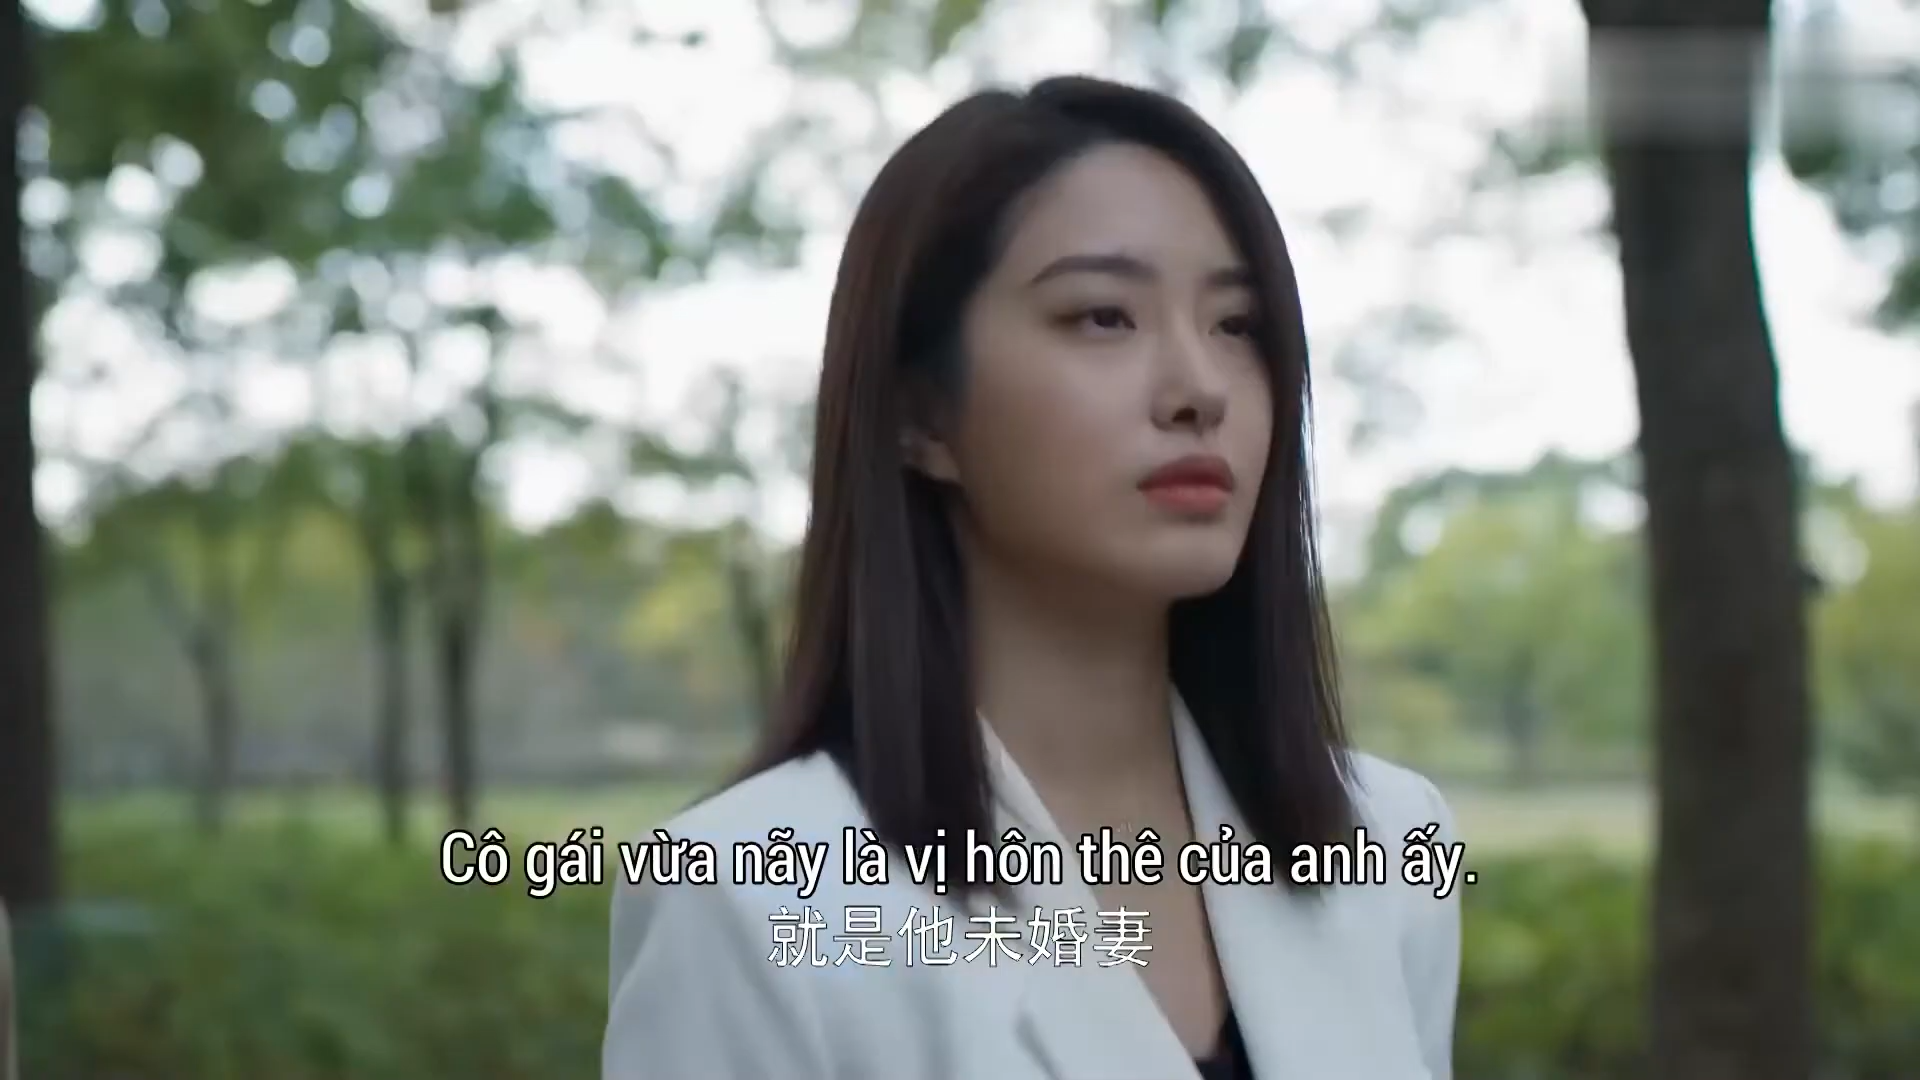 Cô gái vừa nãy là vị hôn thê của anh ấy.
就是他未婚妻